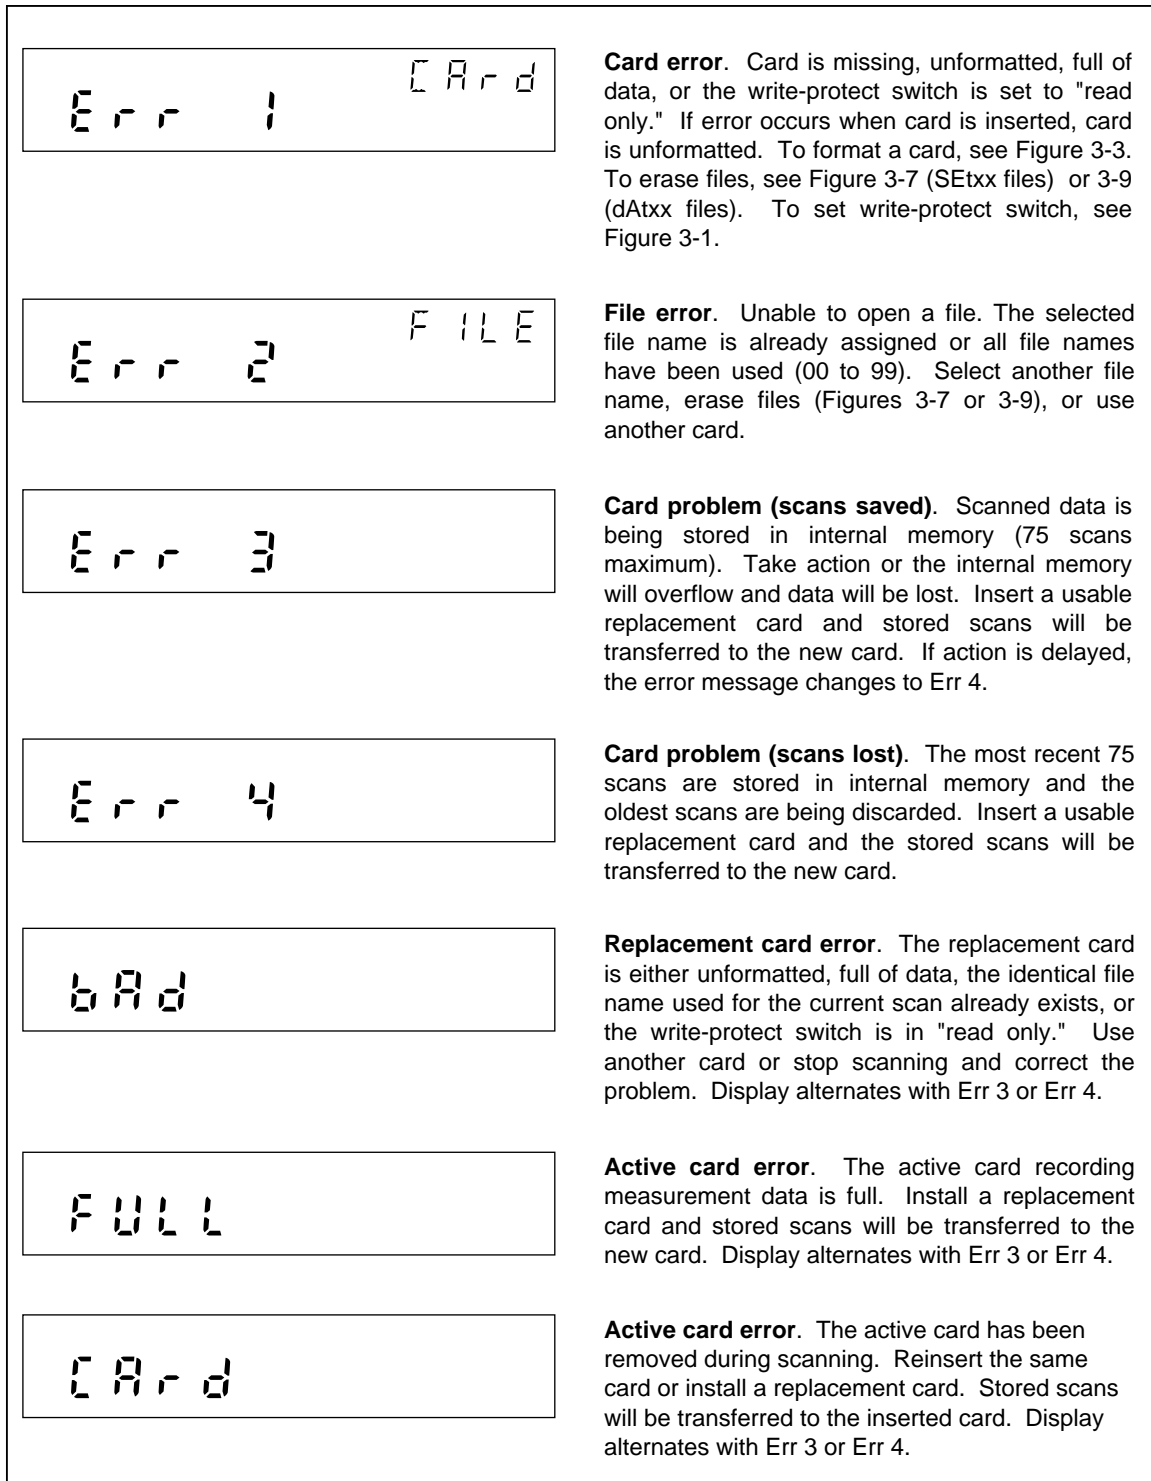 CArd
Err 1
Card error. Card is missing, unformatted, full of
data, or the write-protect switch is set to "read
only." If error occurs when card is inserted, card
is unformatted. To format a card, see Figure 3-3.
To erase files, see Figure 3-7 (SEtxx files) or 3-9
(dAtxx files). To set write-protect switch, see
Figure 3-1.
FILE
Err 2
File error. Unable to open a file. The selected
file name is already assigned or all file names
have been used (00 to 99). Select another file
name, erase files (Figures 3-7 or 3-9), or use
another card.
Err 3
Card problem (scans saved). Scanned data is
being stored in internal memory (75 scans
maximum). Take action or the internal memory
will overflow and data will be lost. Insert a usable
replacement card and stored scans will be
transferred to the new card. If action is delayed,
the error message changes to Err 4.
Err 4
Card problem (scans lost). The most recent 75
scans are stored in internal memory and the
oldest scans are being discarded. Insert a usable
replacement card and the stored scans will be
transferred to the new card.
bAd
Replacement card error. The replacement card
is either unformatted, full of data, the identical file
name used for the current scan already exists, or
the write-protect switch is in "read only." Use
another card or stop scanning and correct the
problem. Display alternates with Err 3 or Err 4.
FULL
Active card error. The active card recording
measurement data is full. Install a replacement
card and stored scans will be transferred to the
new card. Display alternates with Err 3 or Err 4.
CArd
Active card error. The active card has been
removed during scanning. Reinsert the same
card or install a replacement card. Stored scans
will be transferred to the inserted card. Display
alternates with Err 3 or Err 4.